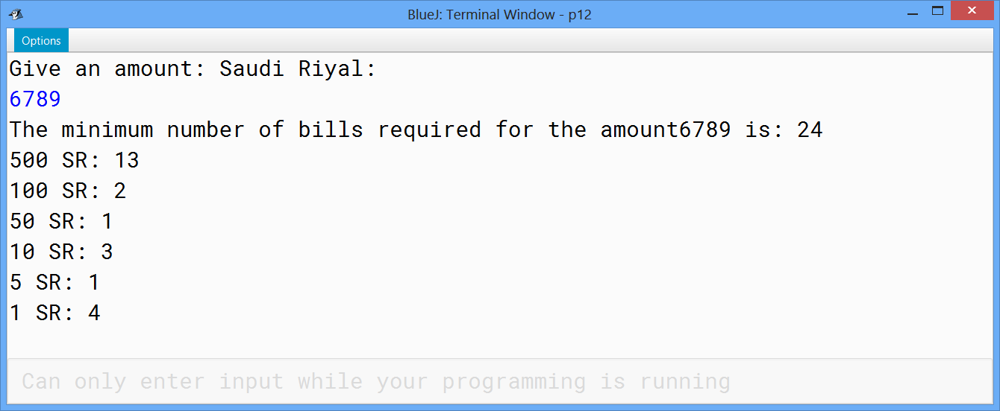 BlueJ: Terminal Window - p12
Options
Give an amount: Saudi Riyal:
6789
The minimum number of bills required for the amount6789 is: 24
500 SR: 13
100 SR: 2
50 SR: 1
10 SR: 3
5 SR: 1
1 SR: 4
Can only enter input while your programming is running